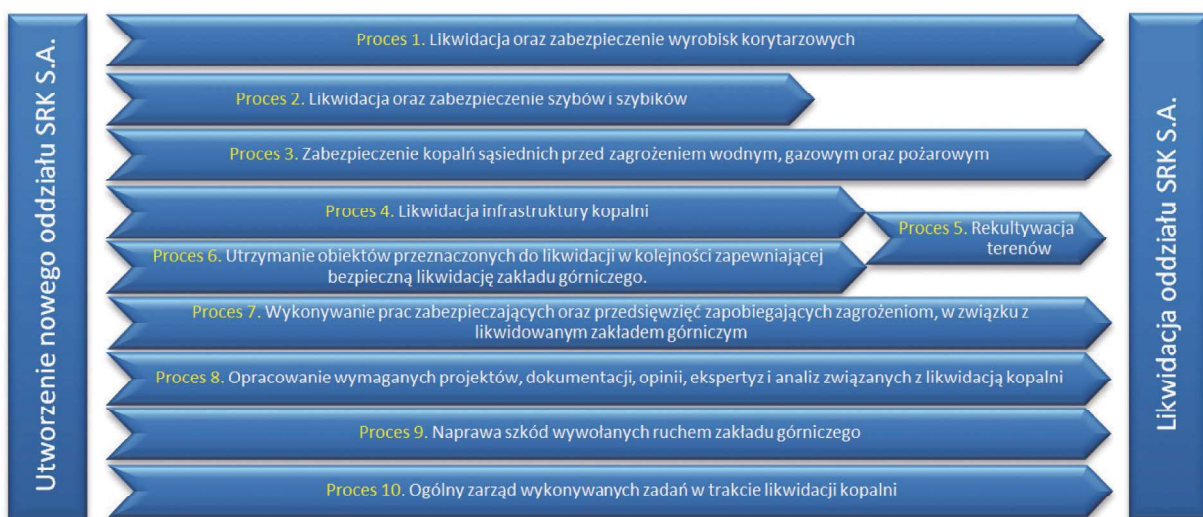 Utworzenie nowego oddziału SRK S.A.
Proces 1. Likwidacja oraz zabezpieczenie wyrobisk korytarzowych
Proces 2. Likwidacja oraz zabezpieczenie szybów i szybików
Proces 3. Zabezpieczenie kopalń sąsiednich przed zagrożeniem wodnym, gazowym oraz pożarowym
Proces 4. Likwidacja infrastruktury kopalni
Proces 5. Rekultywacja
terenów
Proces 6. Utrzymanie obiektów przeznaczonych do likwidacji w kolejności zapewniającej
bezpieczną likwidację zakładu górniczego.
Proces 7. Wykonywanie prac zabezpieczających oraz przedsięwzięć zapobiegających zagrożeniom, w związku z
likwidowanym zakładem górniczym
Proces 8. Opracowanie wymaganych projektów, dokumentacji, opinii, ekspertyz i analiz związanych z likwidacją kopalni
Proces 9. Naprawa szkód wywołanych ruchem zakładu górniczego
Proces 10. Ogólny zarząd wykonywanych zadań w trakcie likwidacji kopalni
Likwidacja oddziału SRK S.A.